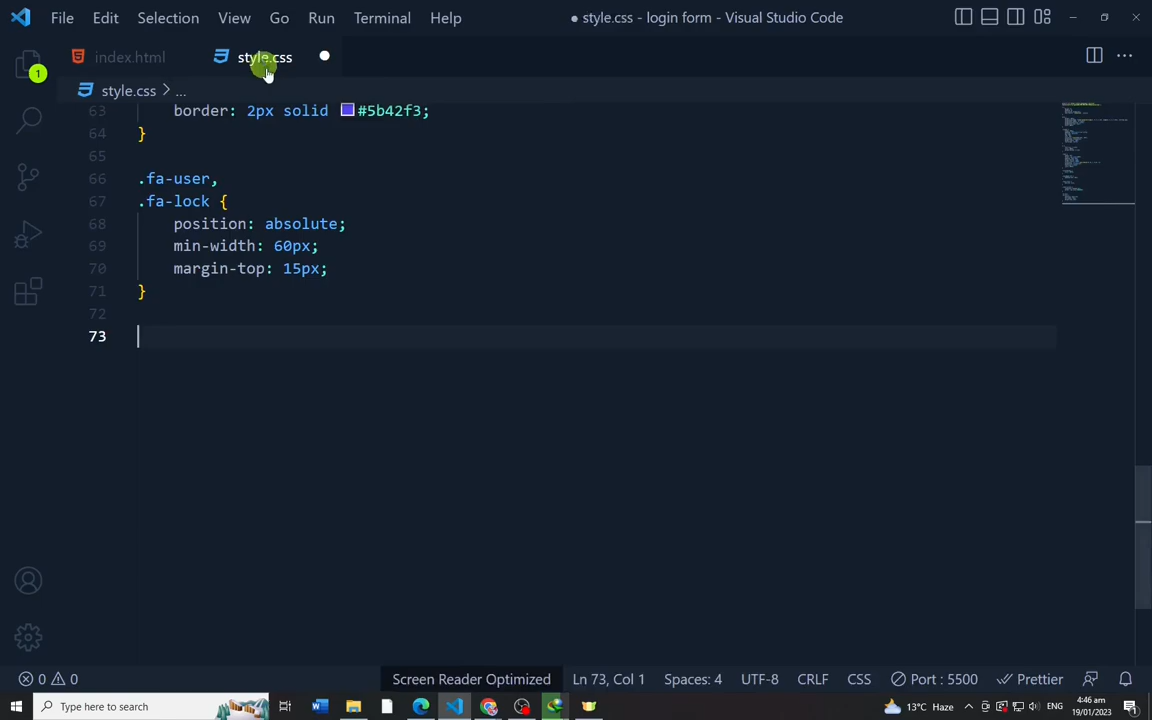 File Edit Selection View Go Run Terminal Help ● style.css - login form - Visual Studio Code
index.html style.css
1
style.css > ...
63 border: 2px solid #5b42f3;
64 }
65
66 .fa-user,
67 .fa-lock {
68 position: absolute;
69 min-width: 60px;
70 margin-top: 15px;
71 }
72
73
0 0 Screen Reader Optimized Ln 73, Col 1 Spaces: 4 UTF-8 CRLF CSS Port : 5500 Prettier
Type here to search 13°C Haze ENG 4:46 am
19/01/2023 1